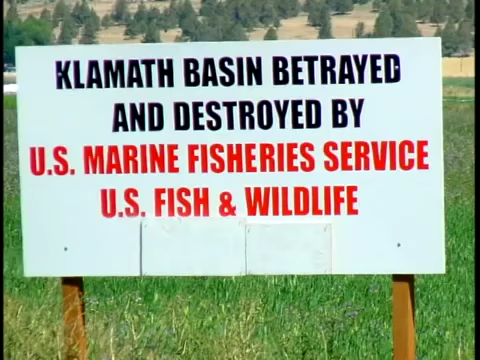 KLAMATH BASIN BETRAYED
AND DESTROYED BY
U.S. MARINE FISHERIES SERVICE
U.S. FISH & WILDLIFE